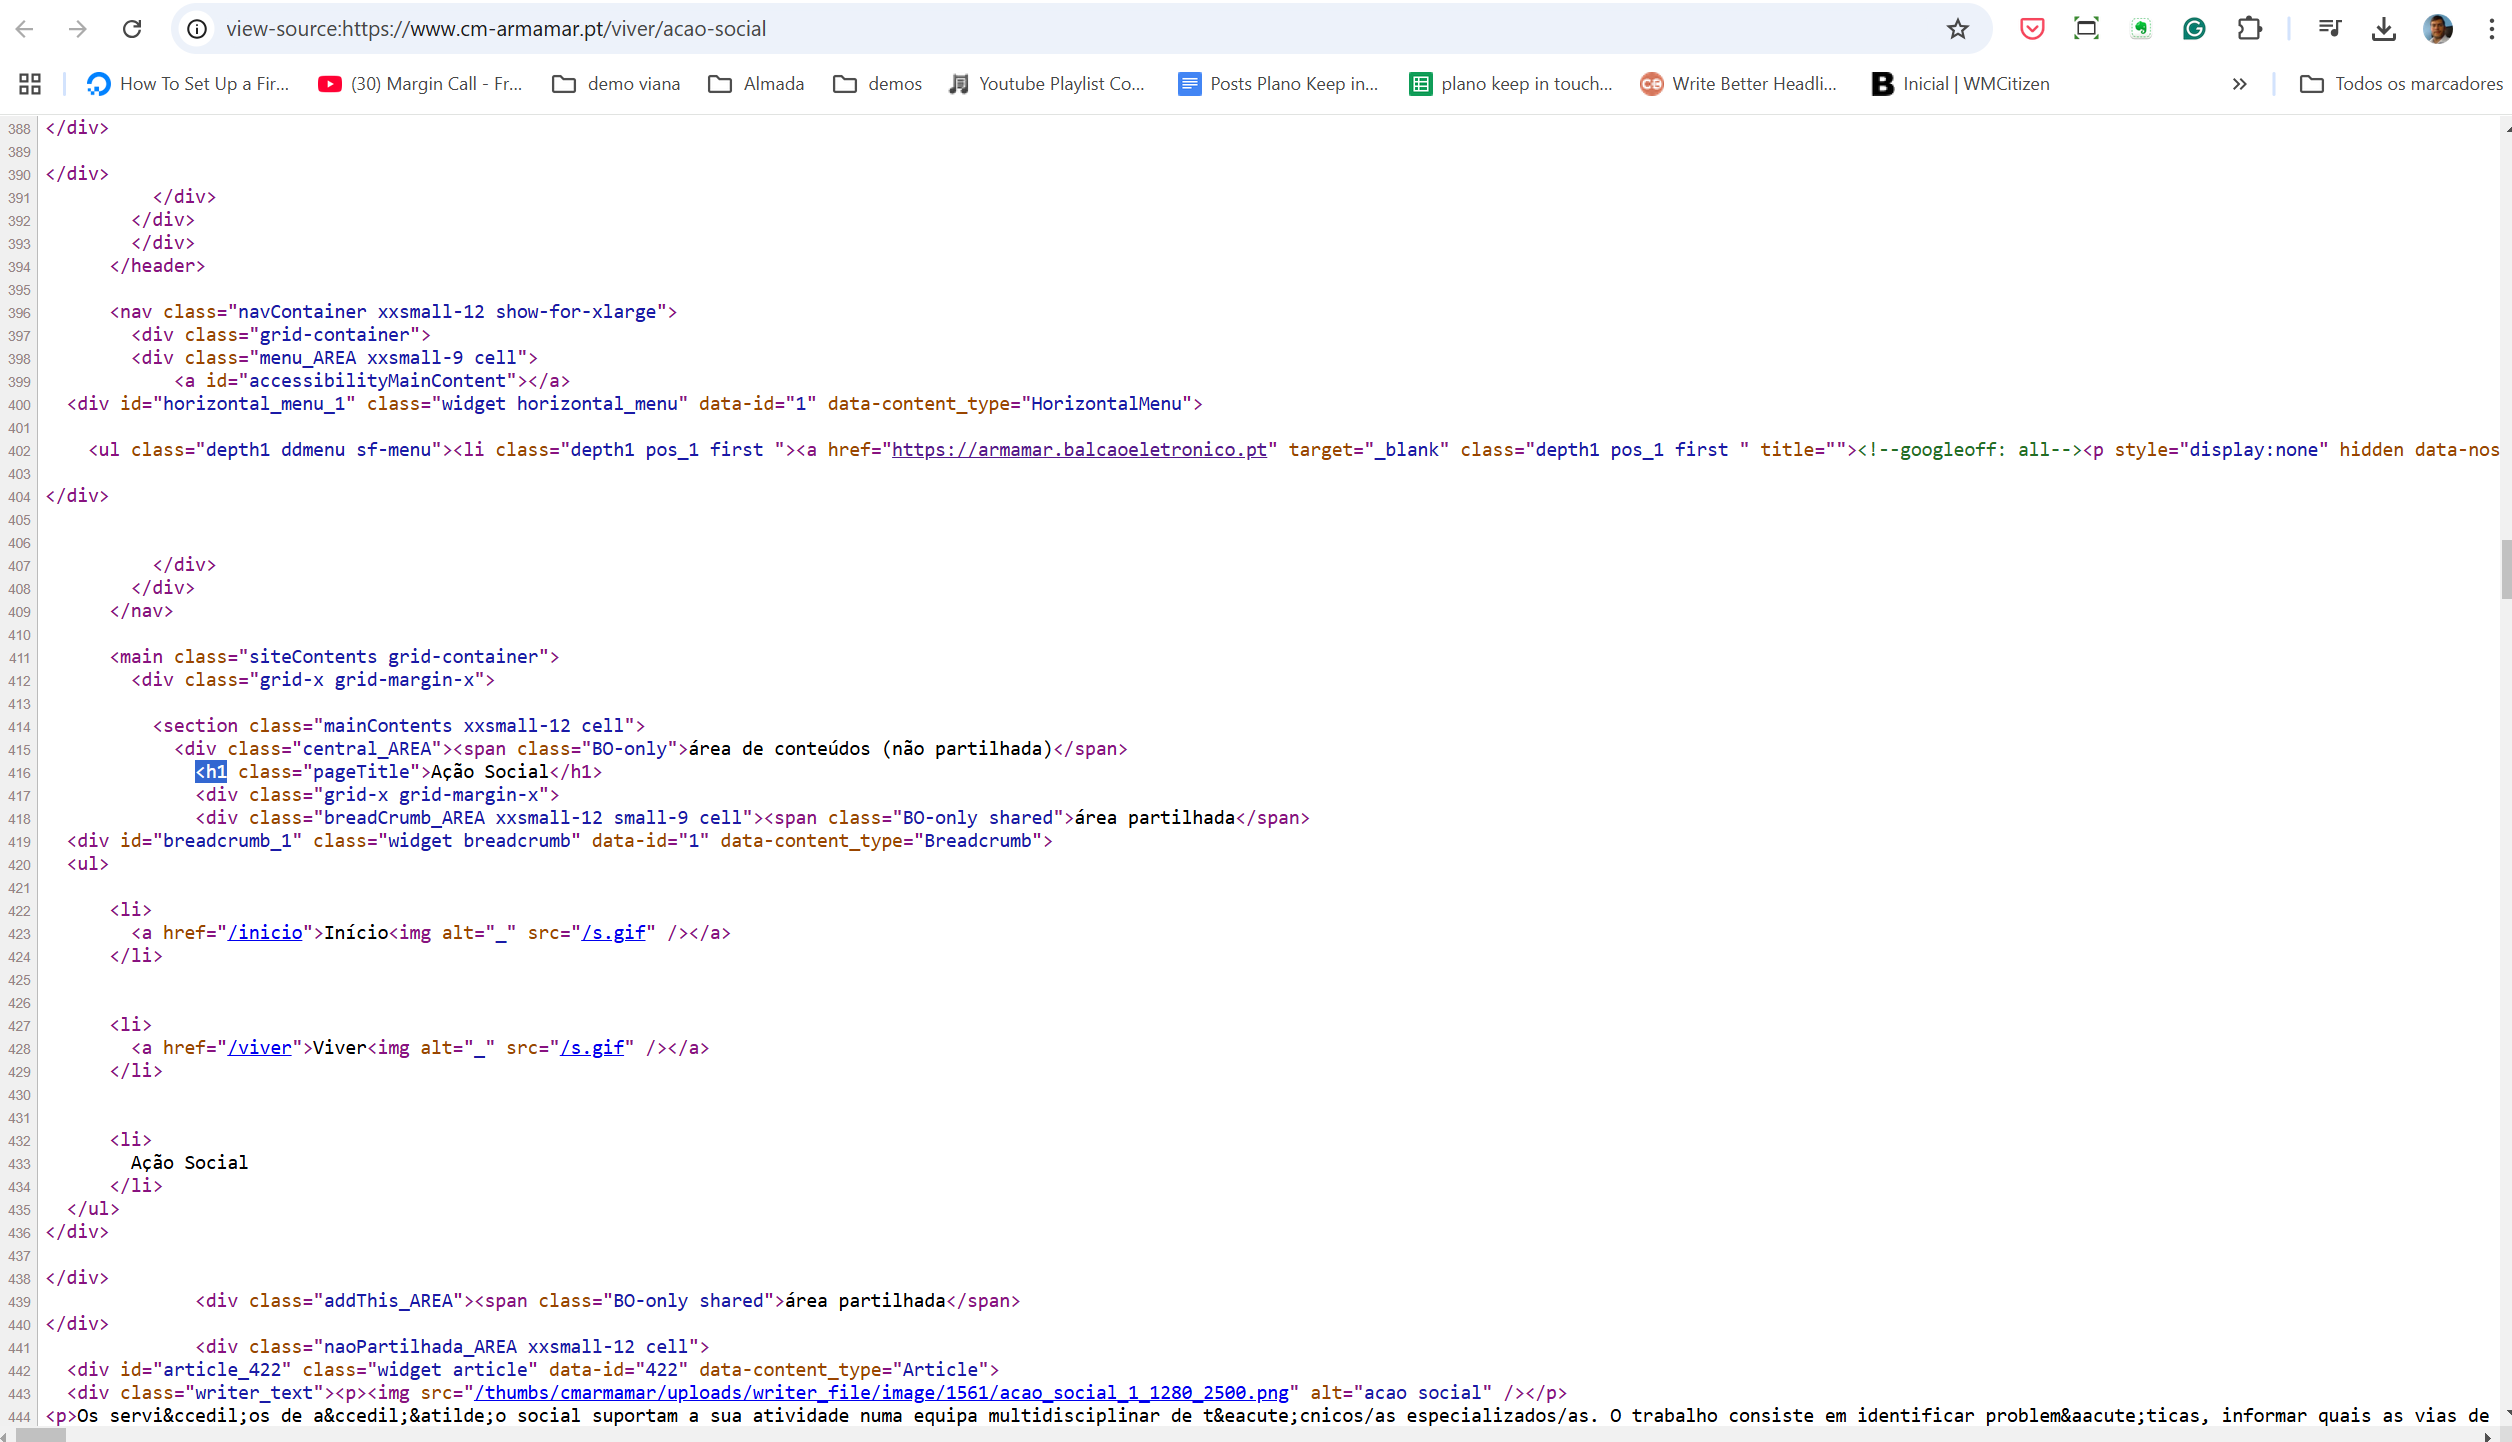 view-source:https://www.cm-armamar.pt/viver/acao-social
How To Set Up a Fir... (30) Margin Call - Fr... demo viana Almada demos Youtube Playlist Co... Posts Plano Keep in... plano keep in touch... Write Better Headli... Inicial | WMCitizen » Todos os marcadores
388 </div>
389
390 </div>
391 </div>
392 </div>
393 </div>
394 </header>
395
396 <nav class="navContainer xxsmall-12 show-for-xlarge">
397 <div class="grid-container">
398 <div class="menu_AREA xxsmall-9 cell">
399 <a id="accessibilityMainContent"></a>
400 <div id="horizontal_menu_1" class="widget horizontal_menu" data-id="1" data-content_type="HorizontalMenu">
401
402 <ul class="depth1 ddmenu sf-menu"><li class="depth1 pos_1 first "><a href="https://armamar.balcaoeletronico.pt" target="_blank" class="depth1 pos_1 first " title=""><!--googleoff: all--><p style="display:none" hidden data-nos
403
404 </div>
405
406
407 </div>
408 </div>
409 </nav>
410
411 <main class="siteContents grid-container">
412 <div class="grid-x grid-margin-x">
413
414 <section class="mainContents xxsmall-12 cell">
415 <div class="central_AREA"><span class="BO-only">área de conteúdos (não partilhada)</span>
416 <h1 class="pageTitle">Ação Social</h1>
417 <div class="grid-x grid-margin-x">
418 <div class="breadCrumb_AREA xxsmall-12 small-9 cell"><span class="BO-only shared">área partilhada</span>
419 <div id="breadcrumb_1" class="widget breadcrumb" data-id="1" data-content_type="Breadcrumb">
420 <ul>
421
422 <li>
423 <a href="/inicio">Início<img alt="_" src="/s.gif" /></a>
424 </li>
425
426
427 <li>
428 <a href="/viver">Viver<img alt="_" src="/s.gif" /></a>
429 </li>
430
431
432 <li>
433 Ação Social
434 </li>
435 </ul>
436 </div>
437
438 </div>
439 <div class="addThis_AREA"><span class="BO-only shared">área partilhada</span>
440 </div>
441 <div class="naoPartilhada_AREA xxsmall-12 cell">
442 <div id="article_422" class="widget article" data-id="422" data-content_type="Article">
443 <div class="writer_text"><p><img src="/thumbs/cmarmamar/uploads/writer_file/image/1561/acao_social_1_1280_2500.png" alt="acao social" /></p>
444 <p>Os servi&ccedil;os de a&ccedil;&atilde;o social suportam a sua atividade numa equipa multidisciplinar de t&eacute;cnicos/as especializados/as. O trabalho consiste em identificar problem&aacute;ticas, informar quais as vias de